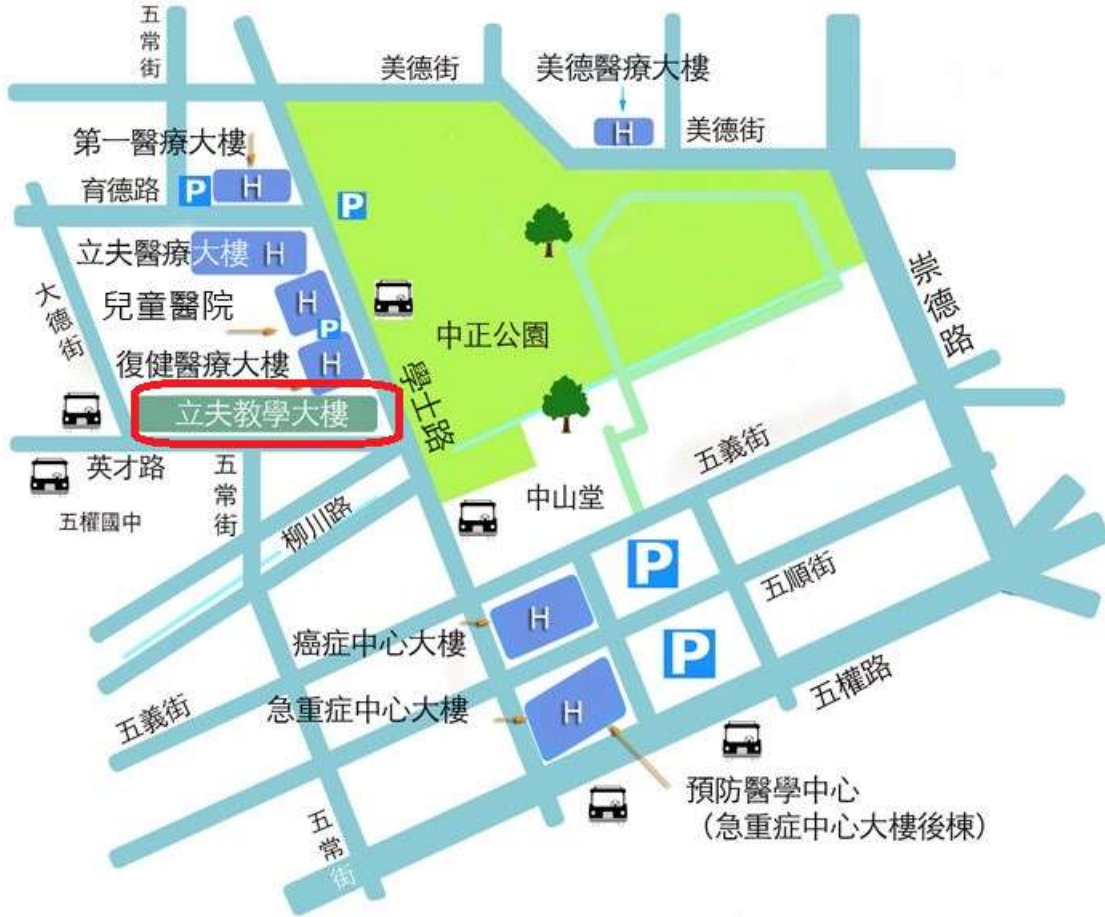 五常街
美德街
美德醫療大樓
H
美德街
第一醫療大樓
H
育德路
P
P
立夫醫療大樓 H
大德街
兒童醫院
H
P
中正公園
崇德路
復健醫療大樓
H
學士路
立夫教學大樓
英才路
五常街
五義街
五權國中
柳川路
中山堂
P
五順街
H
癌症中心大樓
P
五權路
五義街
急重症中心大樓
H
預防醫學中心
（急重症中心大樓後棟）
五常街